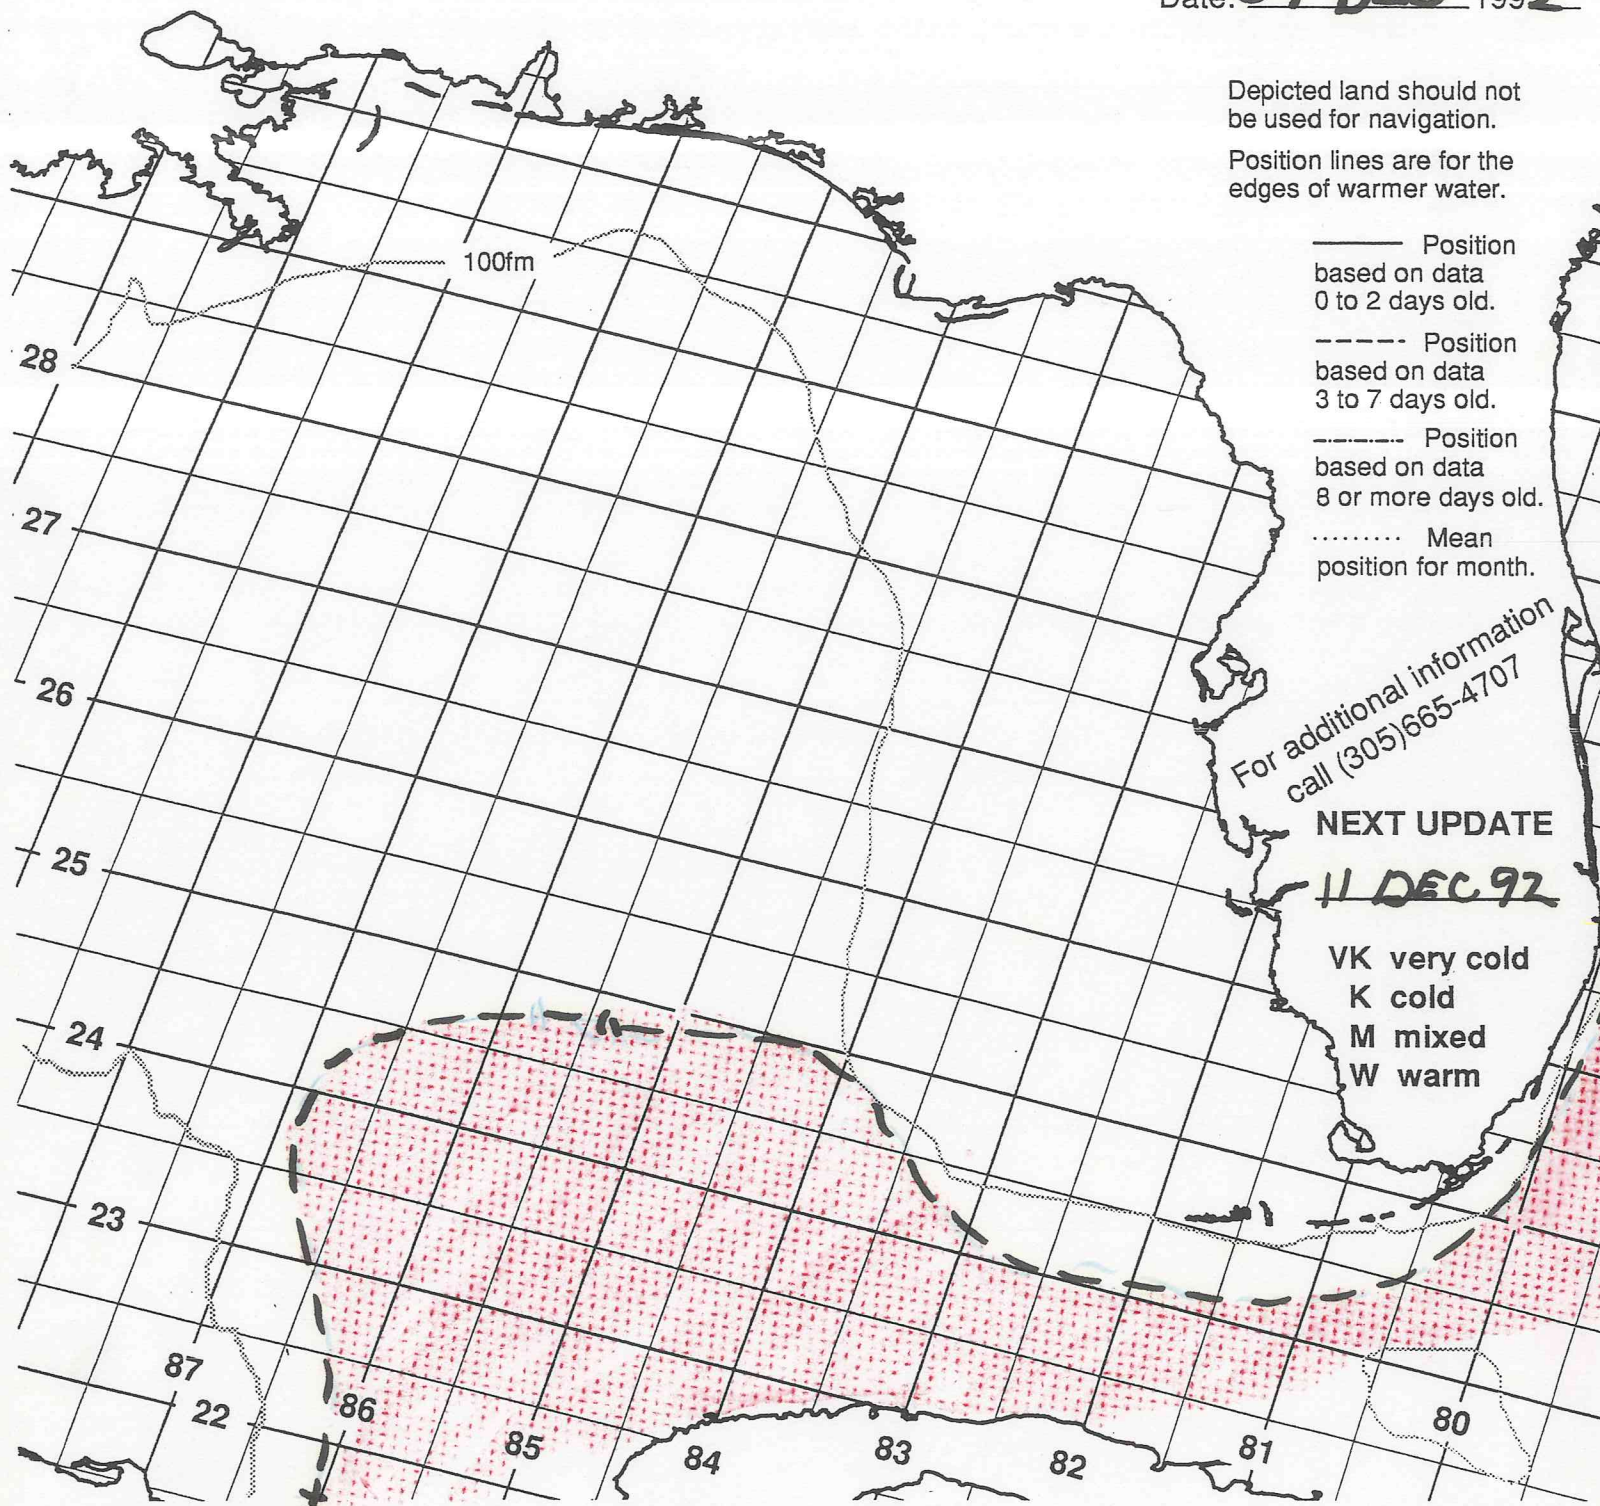 Date: DEC 1992
Depicted land should not
be used for navigation.
Position lines are for the
edges of warmer water.
Position
based on data
0 to 2 days old.
Position
based on data
3 to 7 days old.
Position
based on data
8 or more days old.
Mean
position for month.
For additional information
call (305)665-4707
NEXT UPDATE
11 DEC 92
VK very cold
K cold
M mixed
W warm
100fm
28
27
26
25
24
23
22
87
86
85
84
83
82
81
80